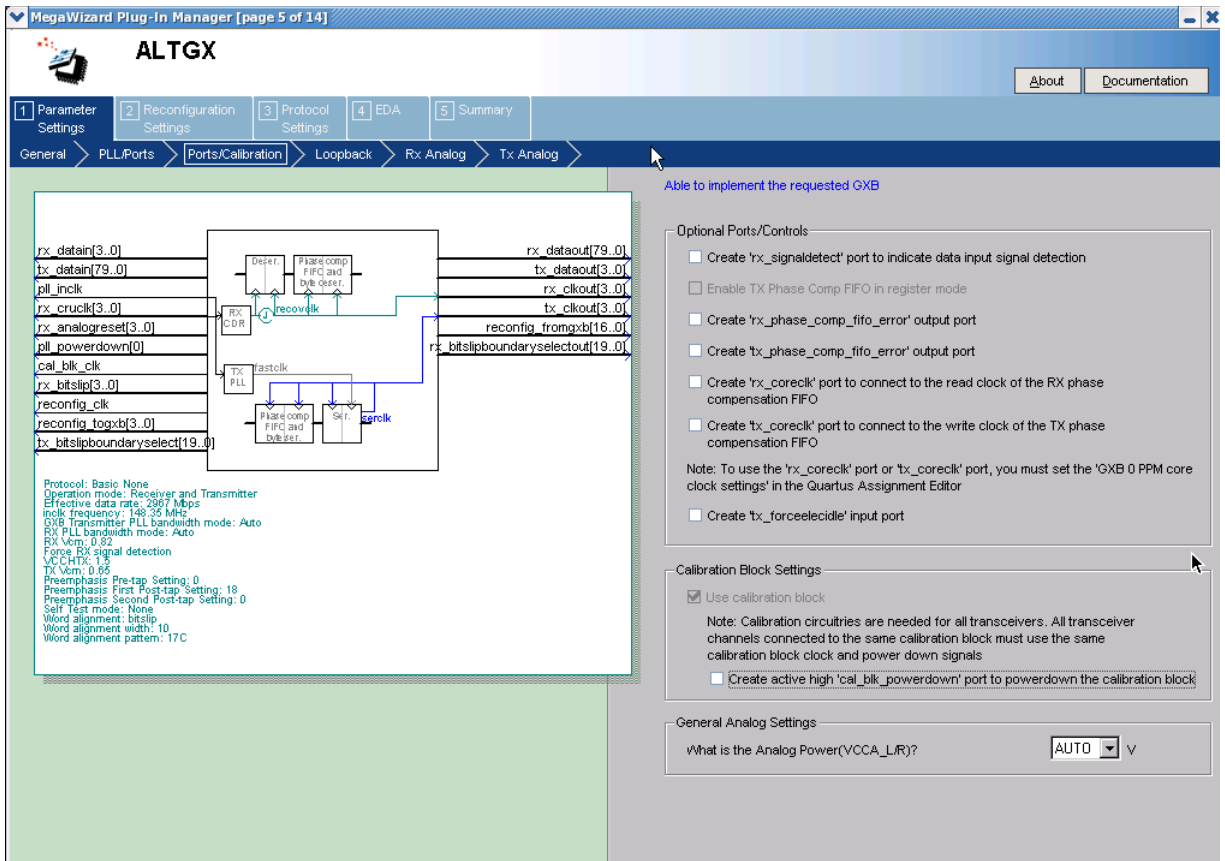 MegaWizard Plug-In Manager [page 5 of 14]
ALTGX
About
Documentation
1 Parameter Settings
2 Reconfiguration Settings
3 Protocol Settings
4 EDA
5 Summary
General
PLL/Ports
Ports/Calibration
Loopback
Rx Analog
Tx Analog
rx_datain[3..0]
tx_datain[79..0]
pll_inclk
rx_cruclk[3..0]
rx_analogreset[3..0]
pll_powerdown[0]
cal_blk_clk
rx_bitslip[3..0]
reconfig_clk
reconfig_togxb[3..0]
tx_bitslipboundaryselect[19..0]
Deser.
Phase comp FIFO and byte deser.
RX CDR
recovclk
TX PLL
fastclk
Phase comp FIFO and byte ser.
Ser.
serclk
rx_dataout[79..0]
tx_dataout[3..0]
rx_clkout[3..0]
tx_clkout[3..0]
reconfig_fromgxb[16..0]
rx_bitslipboundaryselectout[19..0]
Protocol: Basic None
Operation mode: Receiver and Transmitter
Effective data rate: 2967 Mbps
inclk frequency: 148.35 MHz
GXB Transmitter PLL bandwidth mode: Auto
RX PLL bandwidth mode: Auto
RX Vcm: 0.82
Force RX signal detection
VCCHTX: 1.5
TX Vcm: 0.65
Preemphasis Pre-tap Setting: 0
Preemphasis First Post-tap Setting: 18
Preemphasis Second Post-tap Setting: 0
Self Test mode: None
Word alignment: bitslip
Word alignment width: 10
Word alignment pattern: 17C
Able to implement the requested GXB
Optional Ports/Controls
Create 'rx_signaldetect' port to indicate data input signal detection
Enable TX Phase Comp FIFO in register mode
Create 'rx_phase_comp_fifo_error' output port
Create 'tx_phase_comp_fifo_error' output port
Create 'rx_coreclk' port to connect to the read clock of the RX phase
compensation FIFO
Create 'tx_coreclk' port to connect to the write clock of the TX phase
compensation FIFO
Note: To use the 'rx_coreclk' port or 'tx_coreclk' port, you must set the 'GXB 0 PPM core
clock settings' in the Quartus Assignment Editor
Create 'tx_forceelecidle' input port
Calibration Block Settings
Use calibration block
Note: Calibration circuitries are needed for all transceivers. All transceiver
channels connected to the same calibration block must use the same
calibration block clock and power down signals
Create active high 'cal_blk_powerdown' port to powerdown the calibration block
General Analog Settings
What is the Analog Power(VCCA_L/R)?
AUTO
V